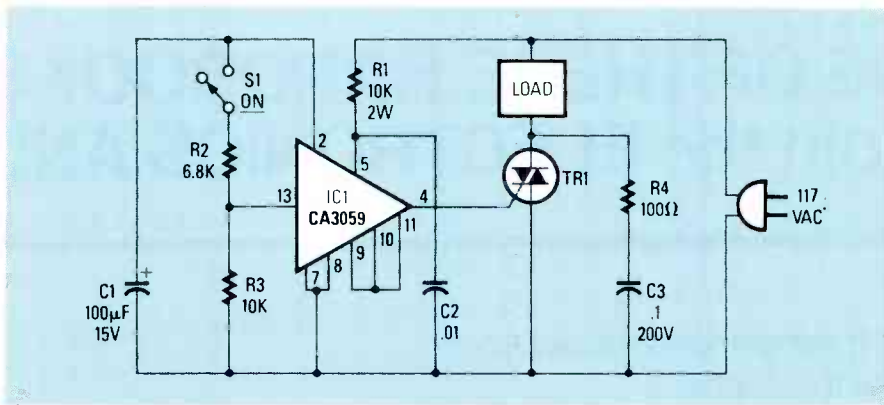 S1
ON
R1
10K
2W
LOAD
R2
6.8K
2
5
13
IC1
CA3059
4
11
10
9
8
7
TR1
R4
100Ω
117
VAC
C1
+
100µF
15V
R3
10K
C2
.01
C3
.1
200V